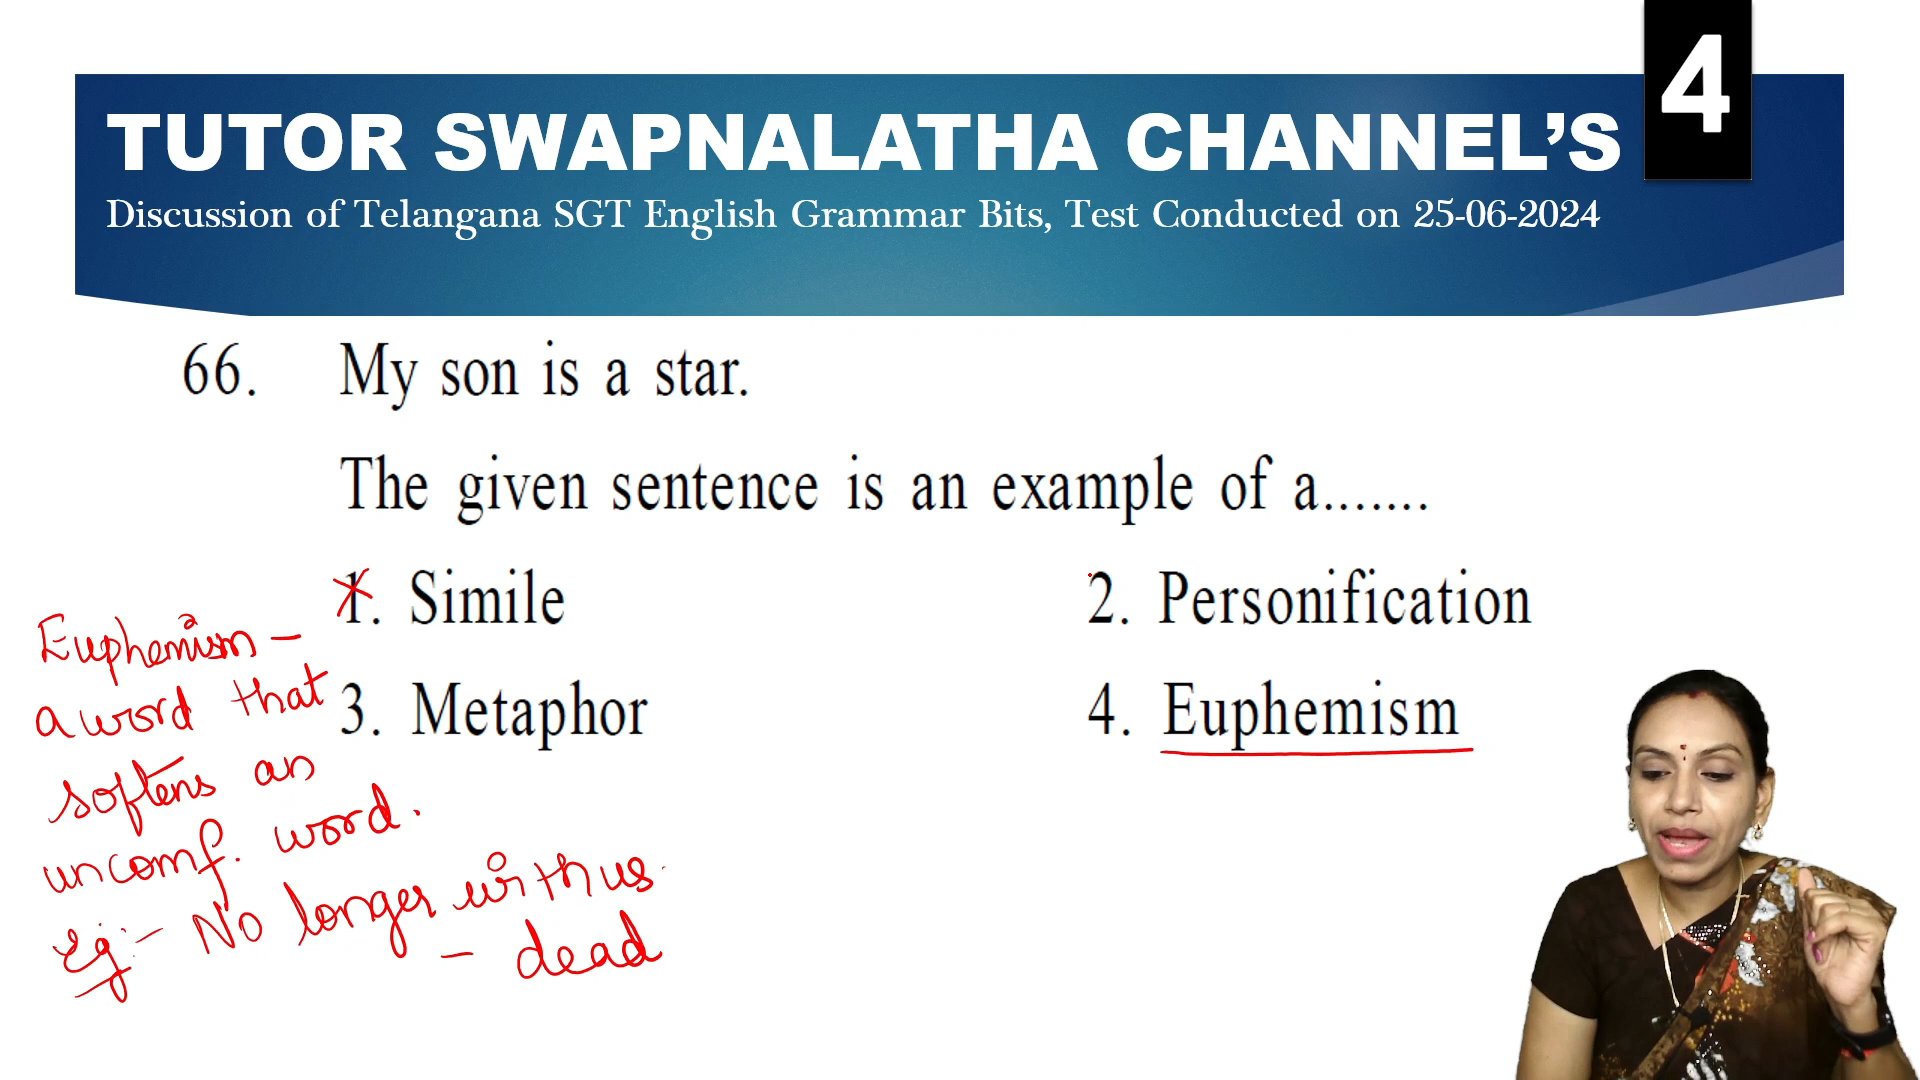 4
TUTOR SWAPNALATHA CHANNEL’S
Discussion of Telangana SGT English Grammar Bits, Test Conducted on 25-06-2024
66. My son is a star.
The given sentence is an example of a.......
1. Simile 2. Personification
3. Metaphor 4. Euphemism
Euphemism –
a word that
softens an
uncomf. word.
eg:- No longer with us.
– dead